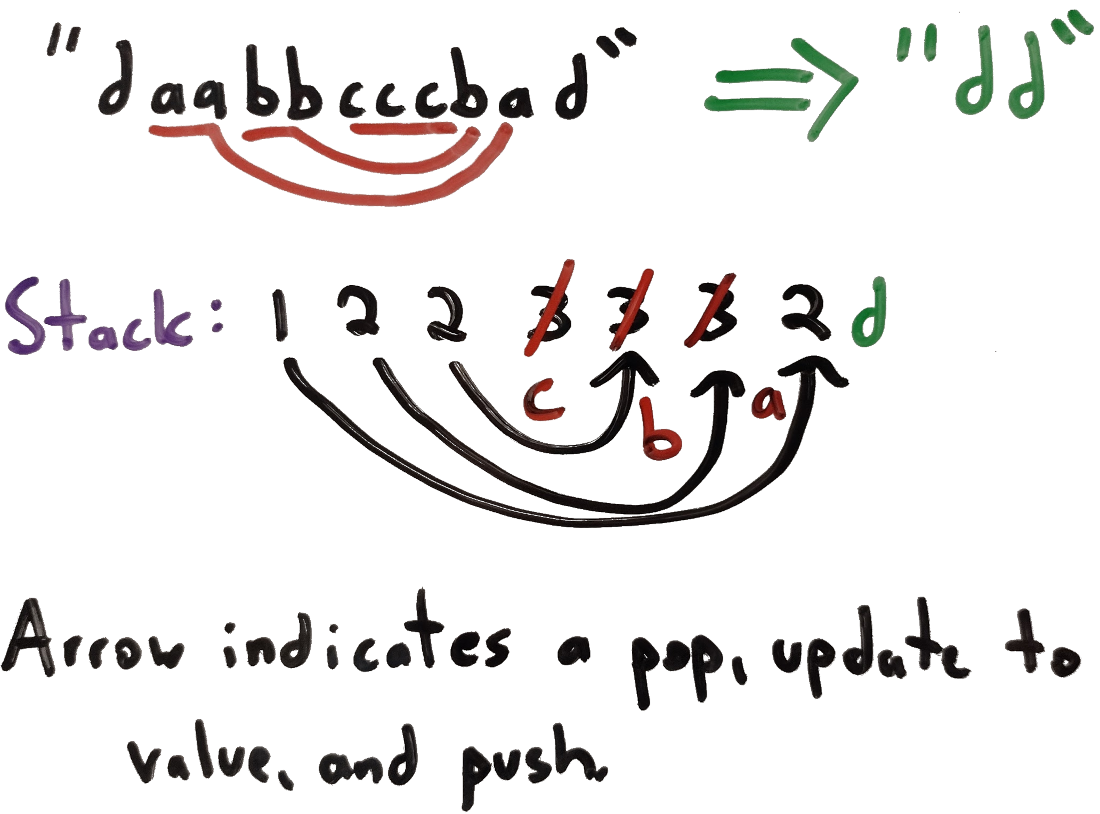 "daabbcccbad" ⇒ "dd"
Stack: 1 2 2 3 3 3 2 d
c b a
Arrow indicates a pop, update to
value, and push.